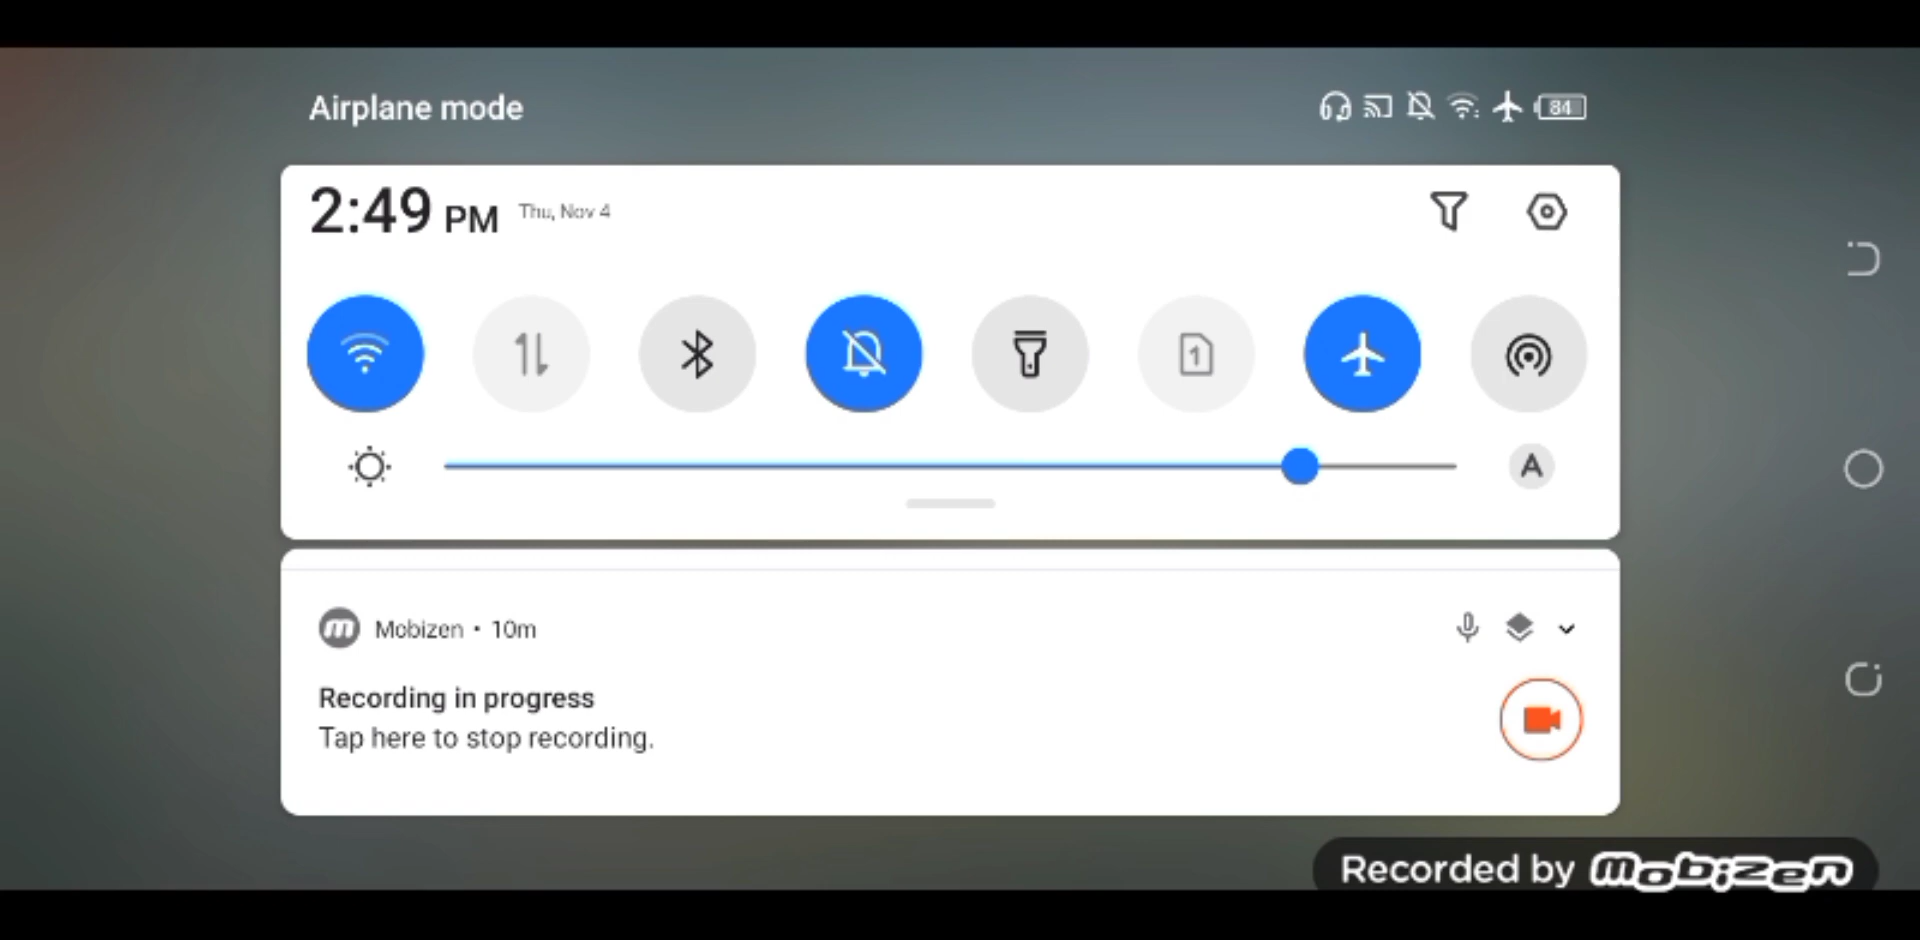 Airplane mode
84
2:49 PM Thu, Nov 4
1
A
Mobizen • 10m
Recording in progress
Tap here to stop recording.
Recorded by mobizen